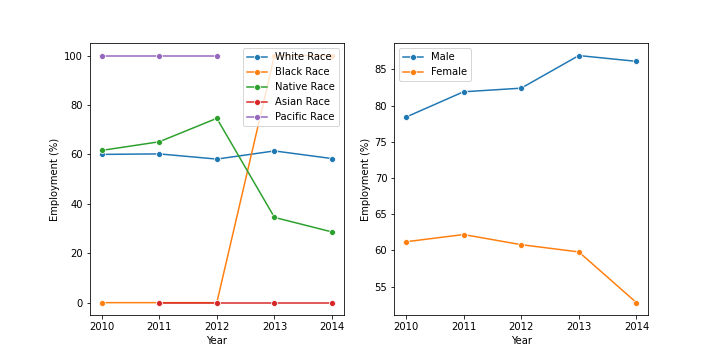 100
80
60
40
20
0
Employment (%)
2010 2011 2012 2013 2014
Year
White Race
Black Race
Native Race
Asian Race
Pacific Race
85
80
75
70
65
60
55
Employment (%)
2010 2011 2012 2013 2014
Year
Male
Female